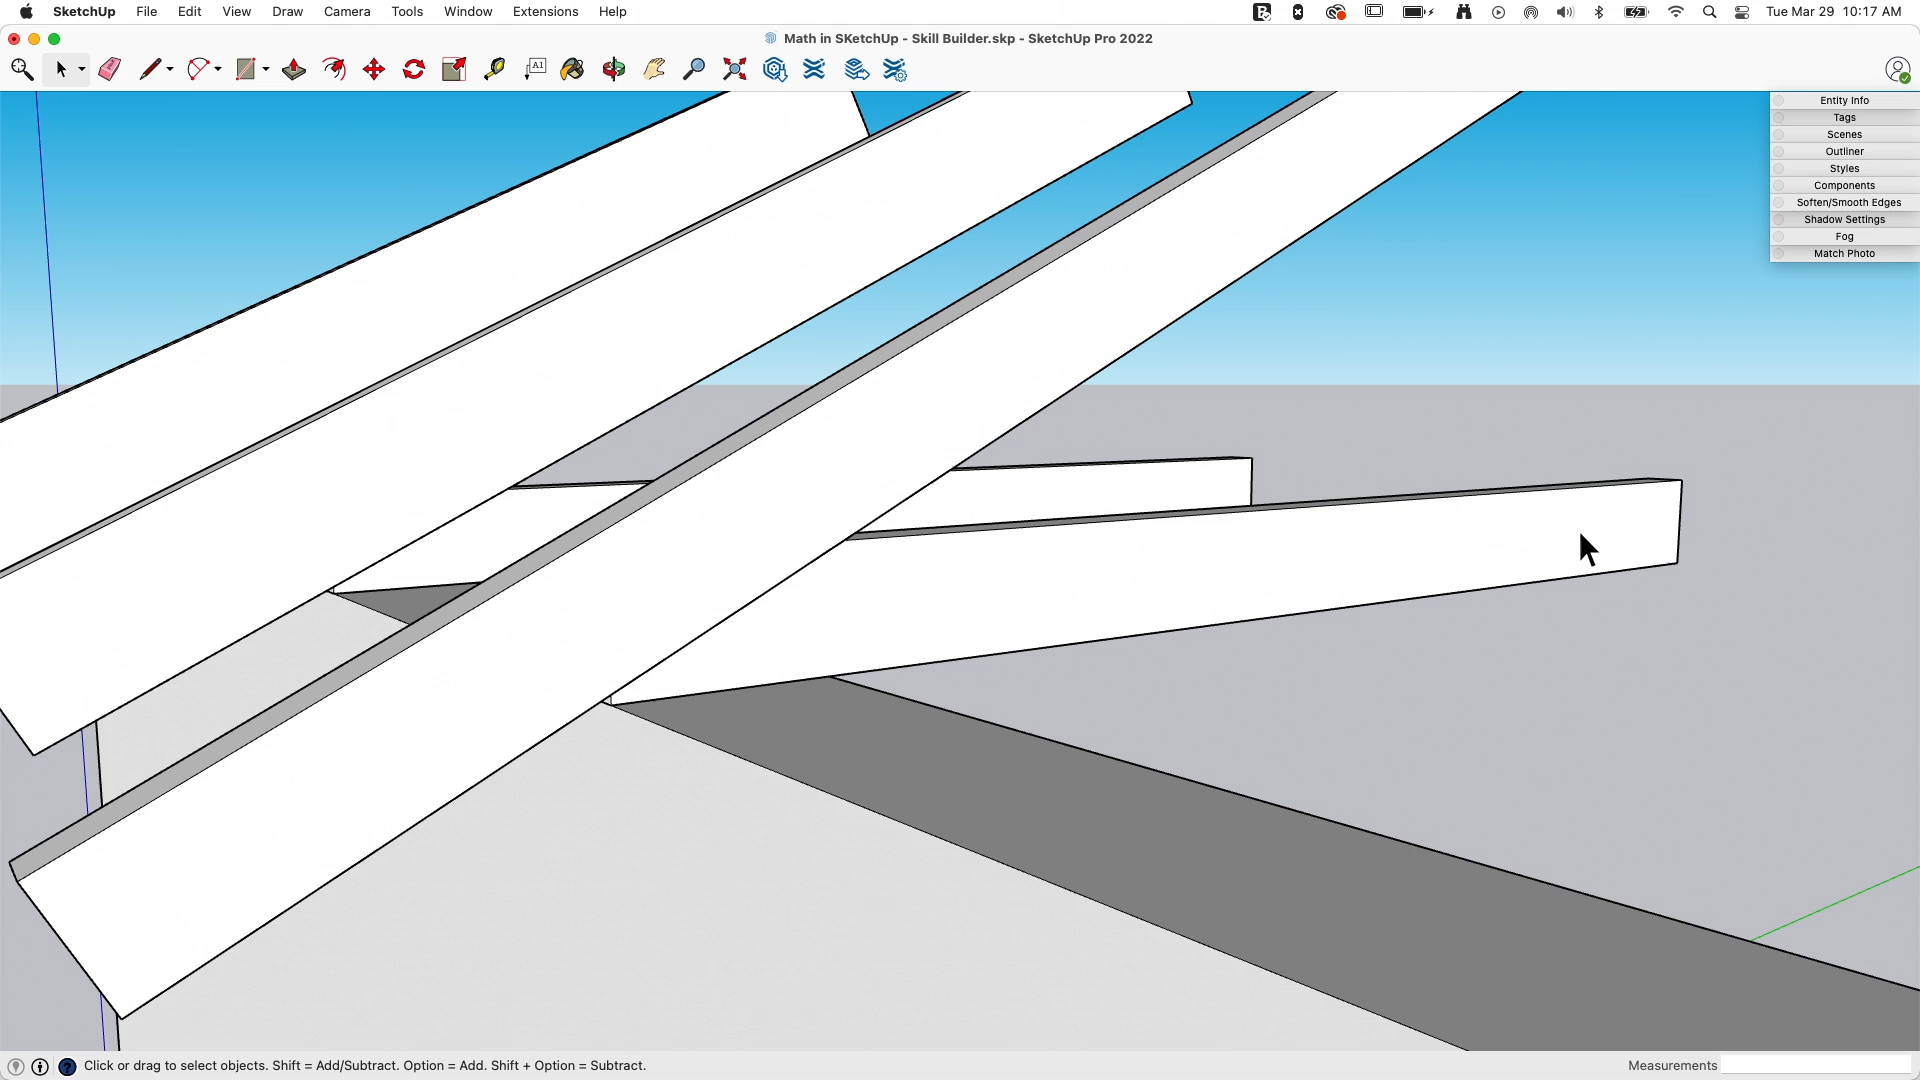 SketchUp File Edit View Draw Camera Tools Window Extensions Help Tue Mar 29 10:17 AM
Math in SKetchUp - Skill Builder.skp - SketchUp Pro 2022
A1
Entity Info
Tags
Scenes
Outliner
Styles
Components
Soften/Smooth Edges
Shadow Settings
Fog
Match Photo
Click or drag to select objects. Shift = Add/Subtract. Option = Add. Shift + Option = Subtract. Measurements